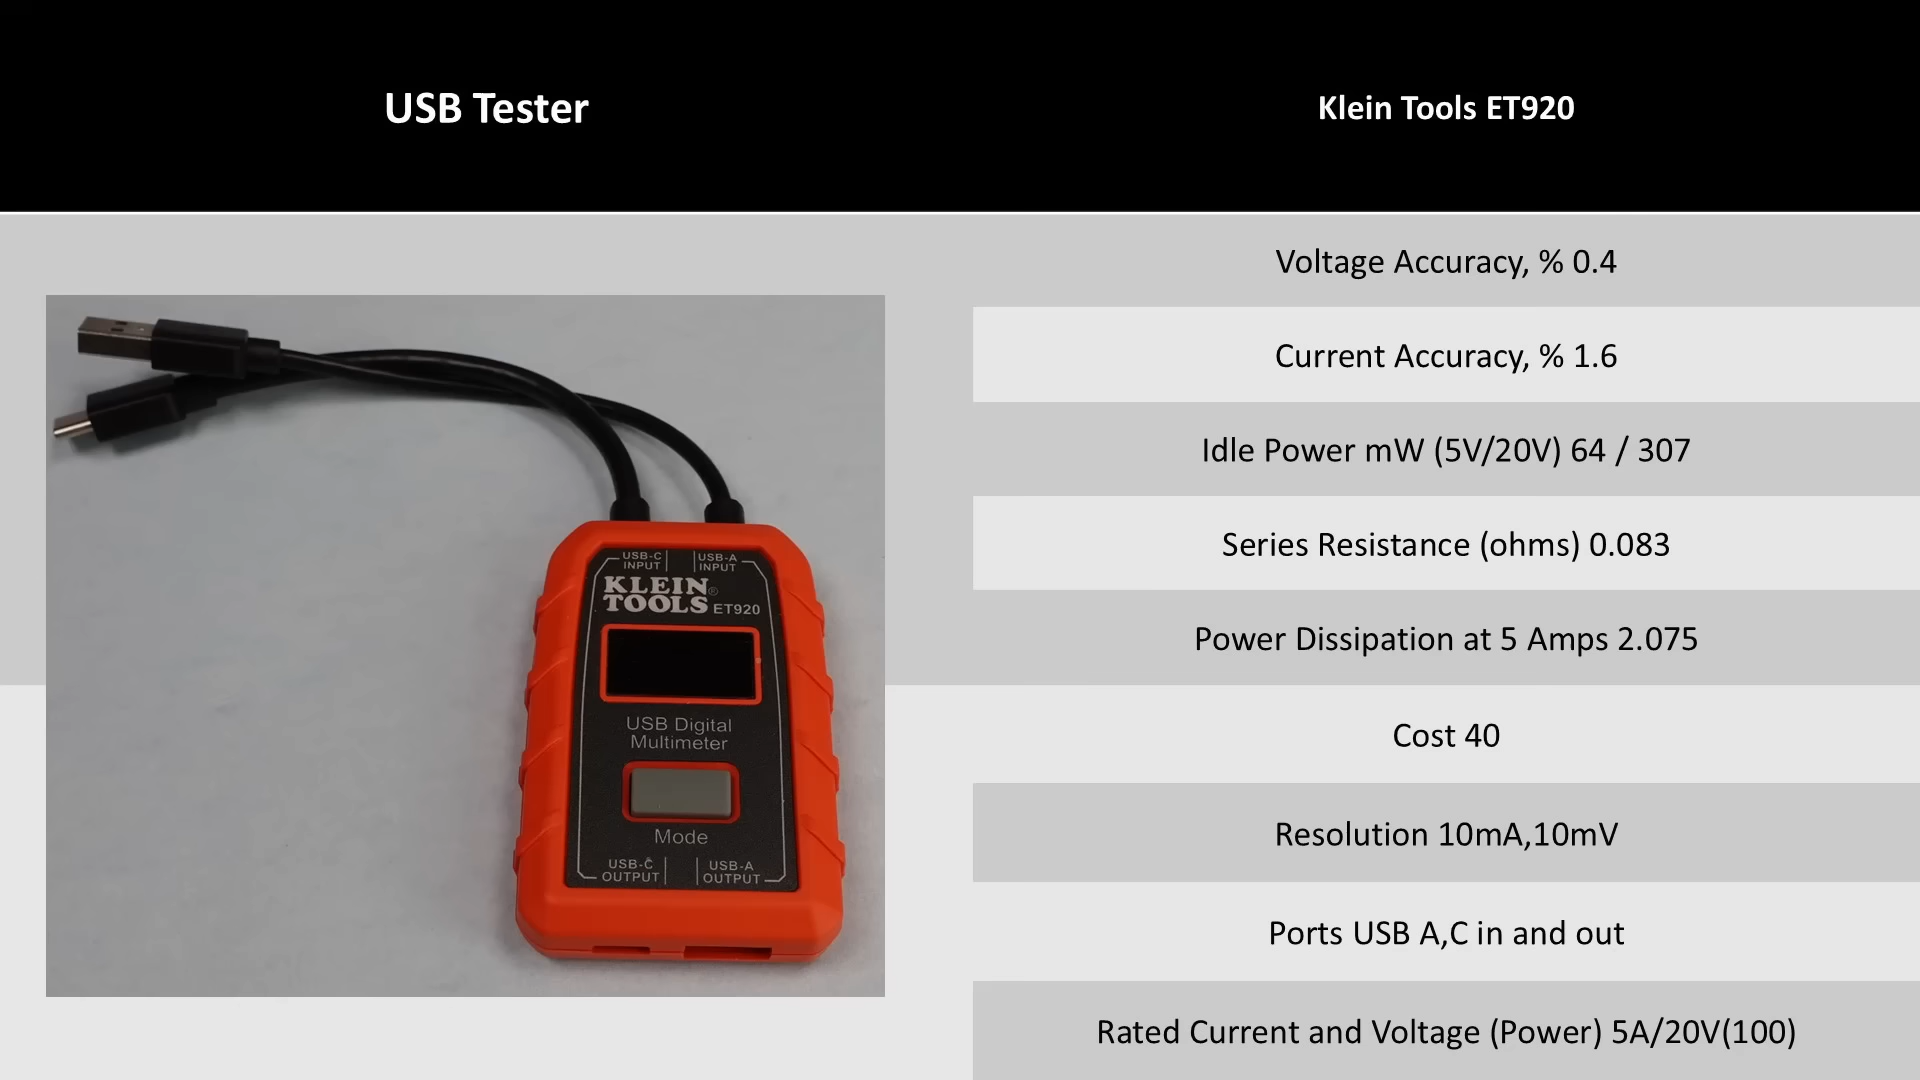 USB Tester
Klein Tools ET920
USB-C INPUT
USB-A INPUT
KLEIN
TOOLS® ET920
USB Digital
Multimeter
Mode
USB-C OUTPUT
USB-A OUTPUT
Voltage Accuracy, % 0.4
Current Accuracy, % 1.6
Idle Power mW (5V/20V) 64 / 307
Series Resistance (ohms) 0.083
Power Dissipation at 5 Amps 2.075
Cost 40
Resolution 10mA,10mV
Ports USB A,C in and out
Rated Current and Voltage (Power) 5A/20V(100)